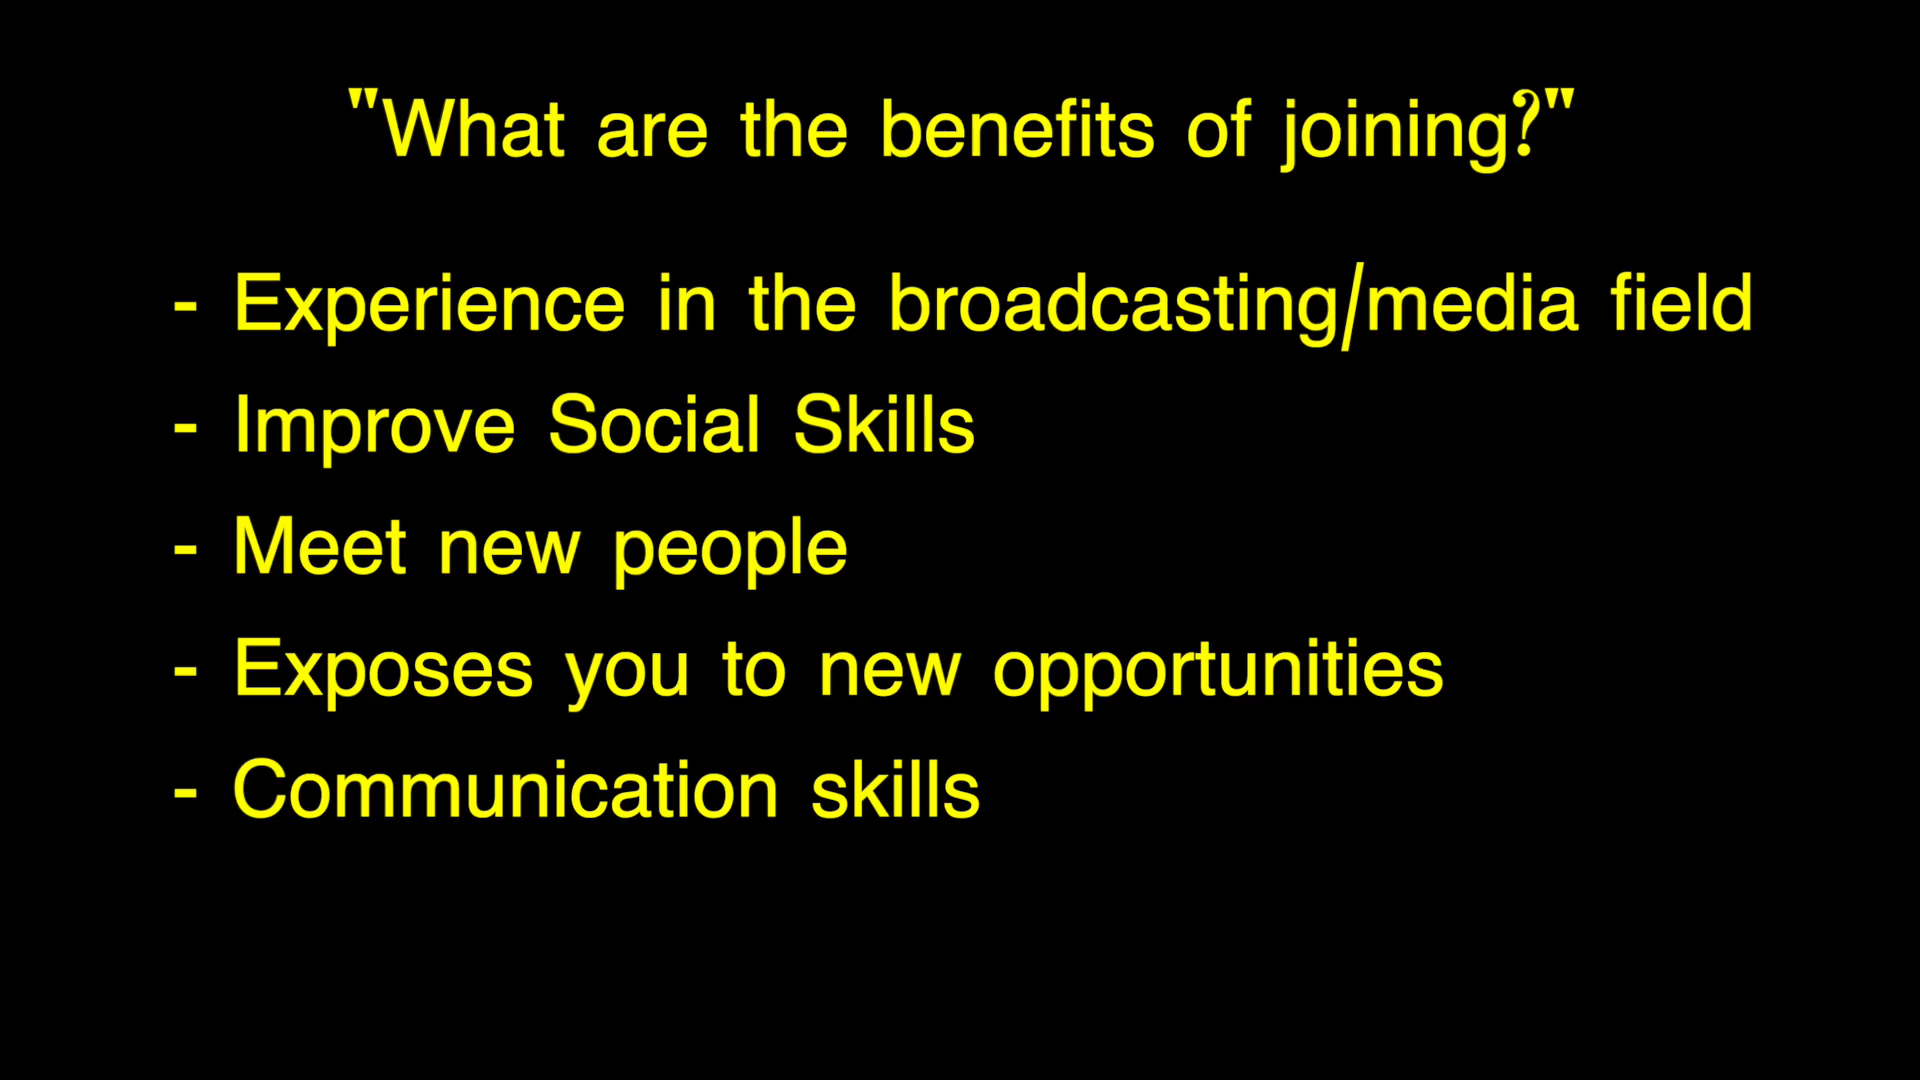 "What are the benefits of joining?"
- Experience in the broadcasting/media field
- Improve Social Skills
- Meet new people
- Exposes you to new opportunities
- Communication skills